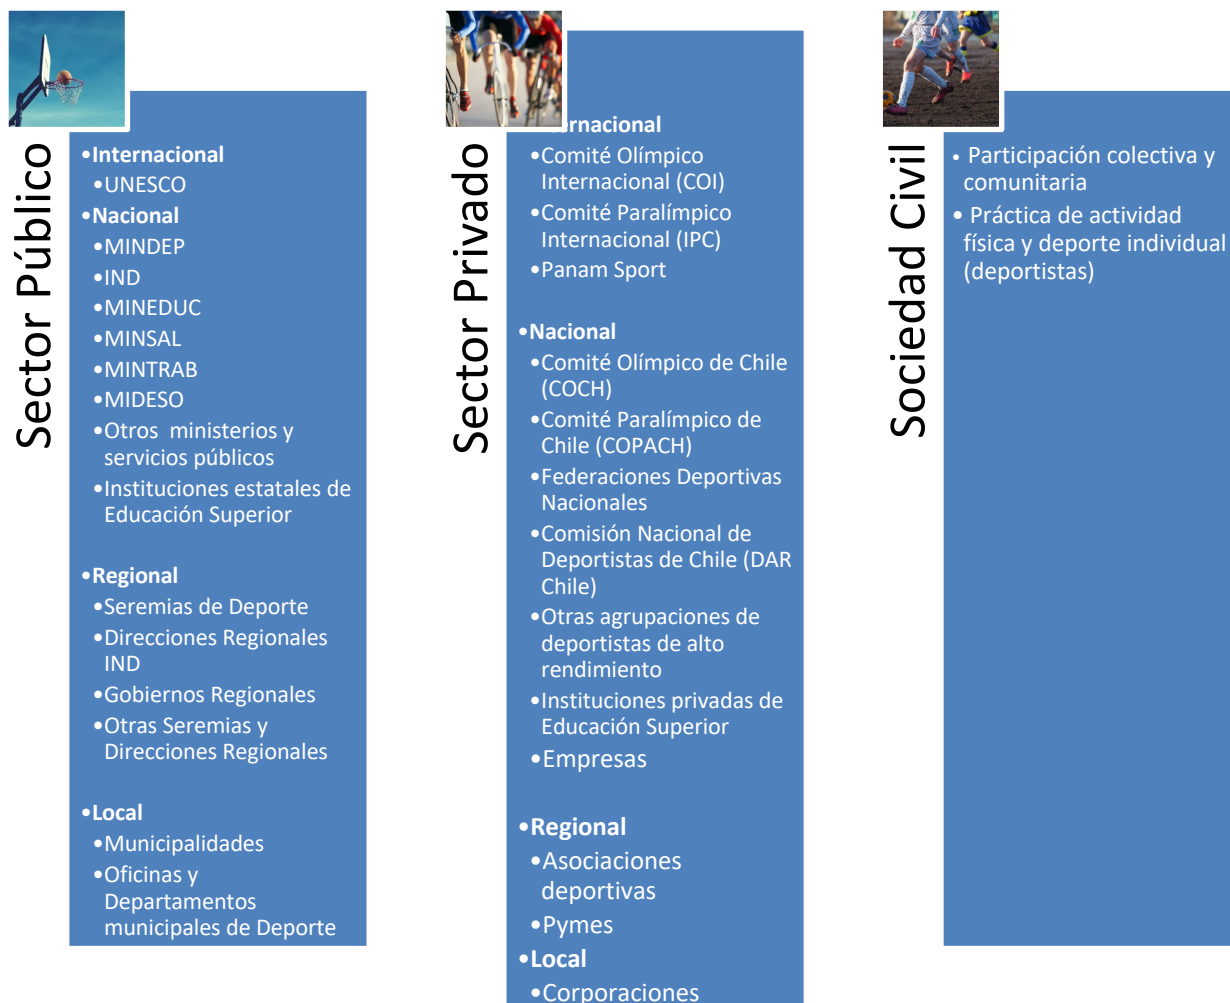 Sector Público
•Internacional
•UNESCO
•Nacional
•MINDEP
•IND
•MINEDUC
•MINSAL
•MINTRAB
•MIDESO
•Otros ministerios y
servicios públicos
•Instituciones estatales de
Educación Superior
•Regional
•Seremias de Deporte
•Direcciones Regionales
IND
•Gobiernos Regionales
•Otras Seremias y
Direcciones Regionales
•Local
•Municipalidades
•Oficinas y
Departamentos
municipales de Deporte
Sector Privado
ernacional
•Comité Olímpico
Internacional (COI)
•Comité Paralímpico
Internacional (IPC)
•Panam Sport
•Nacional
•Comité Olímpico de Chile
(COCH)
•Comité Paralímpico de
Chile (COPACH)
•Federaciones Deportivas
Nacionales
•Comisión Nacional de
Deportistas de Chile (DAR
Chile)
•Otras agrupaciones de
deportistas de alto
rendimiento
•Instituciones privadas de
Educación Superior
•Empresas
•Regional
•Asociaciones
deportivas
•Pymes
•Local
•Corporaciones
Sociedad Civil
• Participación colectiva y
comunitaria
• Práctica de actividad
física y deporte individual
(deportistas)